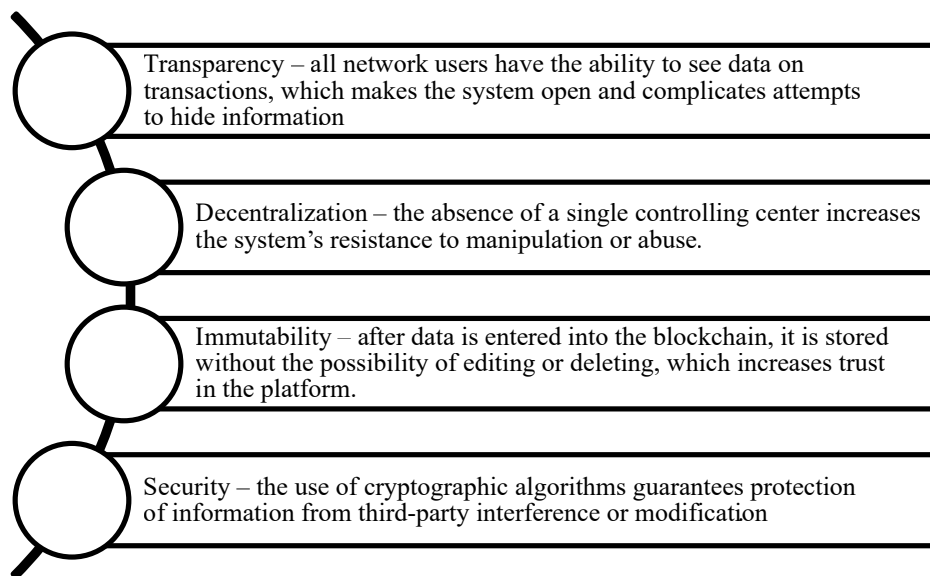 Transparency – all network users have the ability to see data on
transactions, which makes the system open and complicates attempts
to hide information
Decentralization – the absence of a single controlling center increases
the system’s resistance to manipulation or abuse.
Immutability – after data is entered into the blockchain, it is stored
without the possibility of editing or deleting, which increases trust
in the platform.
Security – the use of cryptographic algorithms guarantees protection
of information from third-party interference or modification